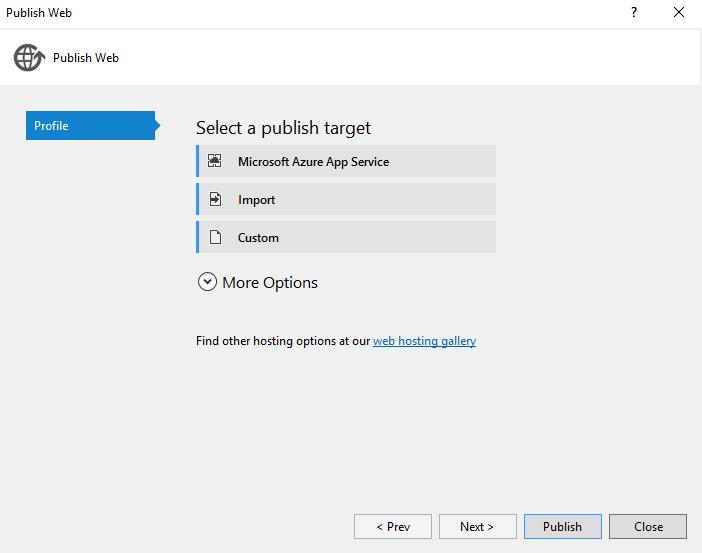 Publish Web
?
Publish Web
Profile
Select a publish target
Microsoft Azure App Service
Import
Custom
More Options
Find other hosting options at our web hosting gallery
< Prev
Next >
Publish
Close